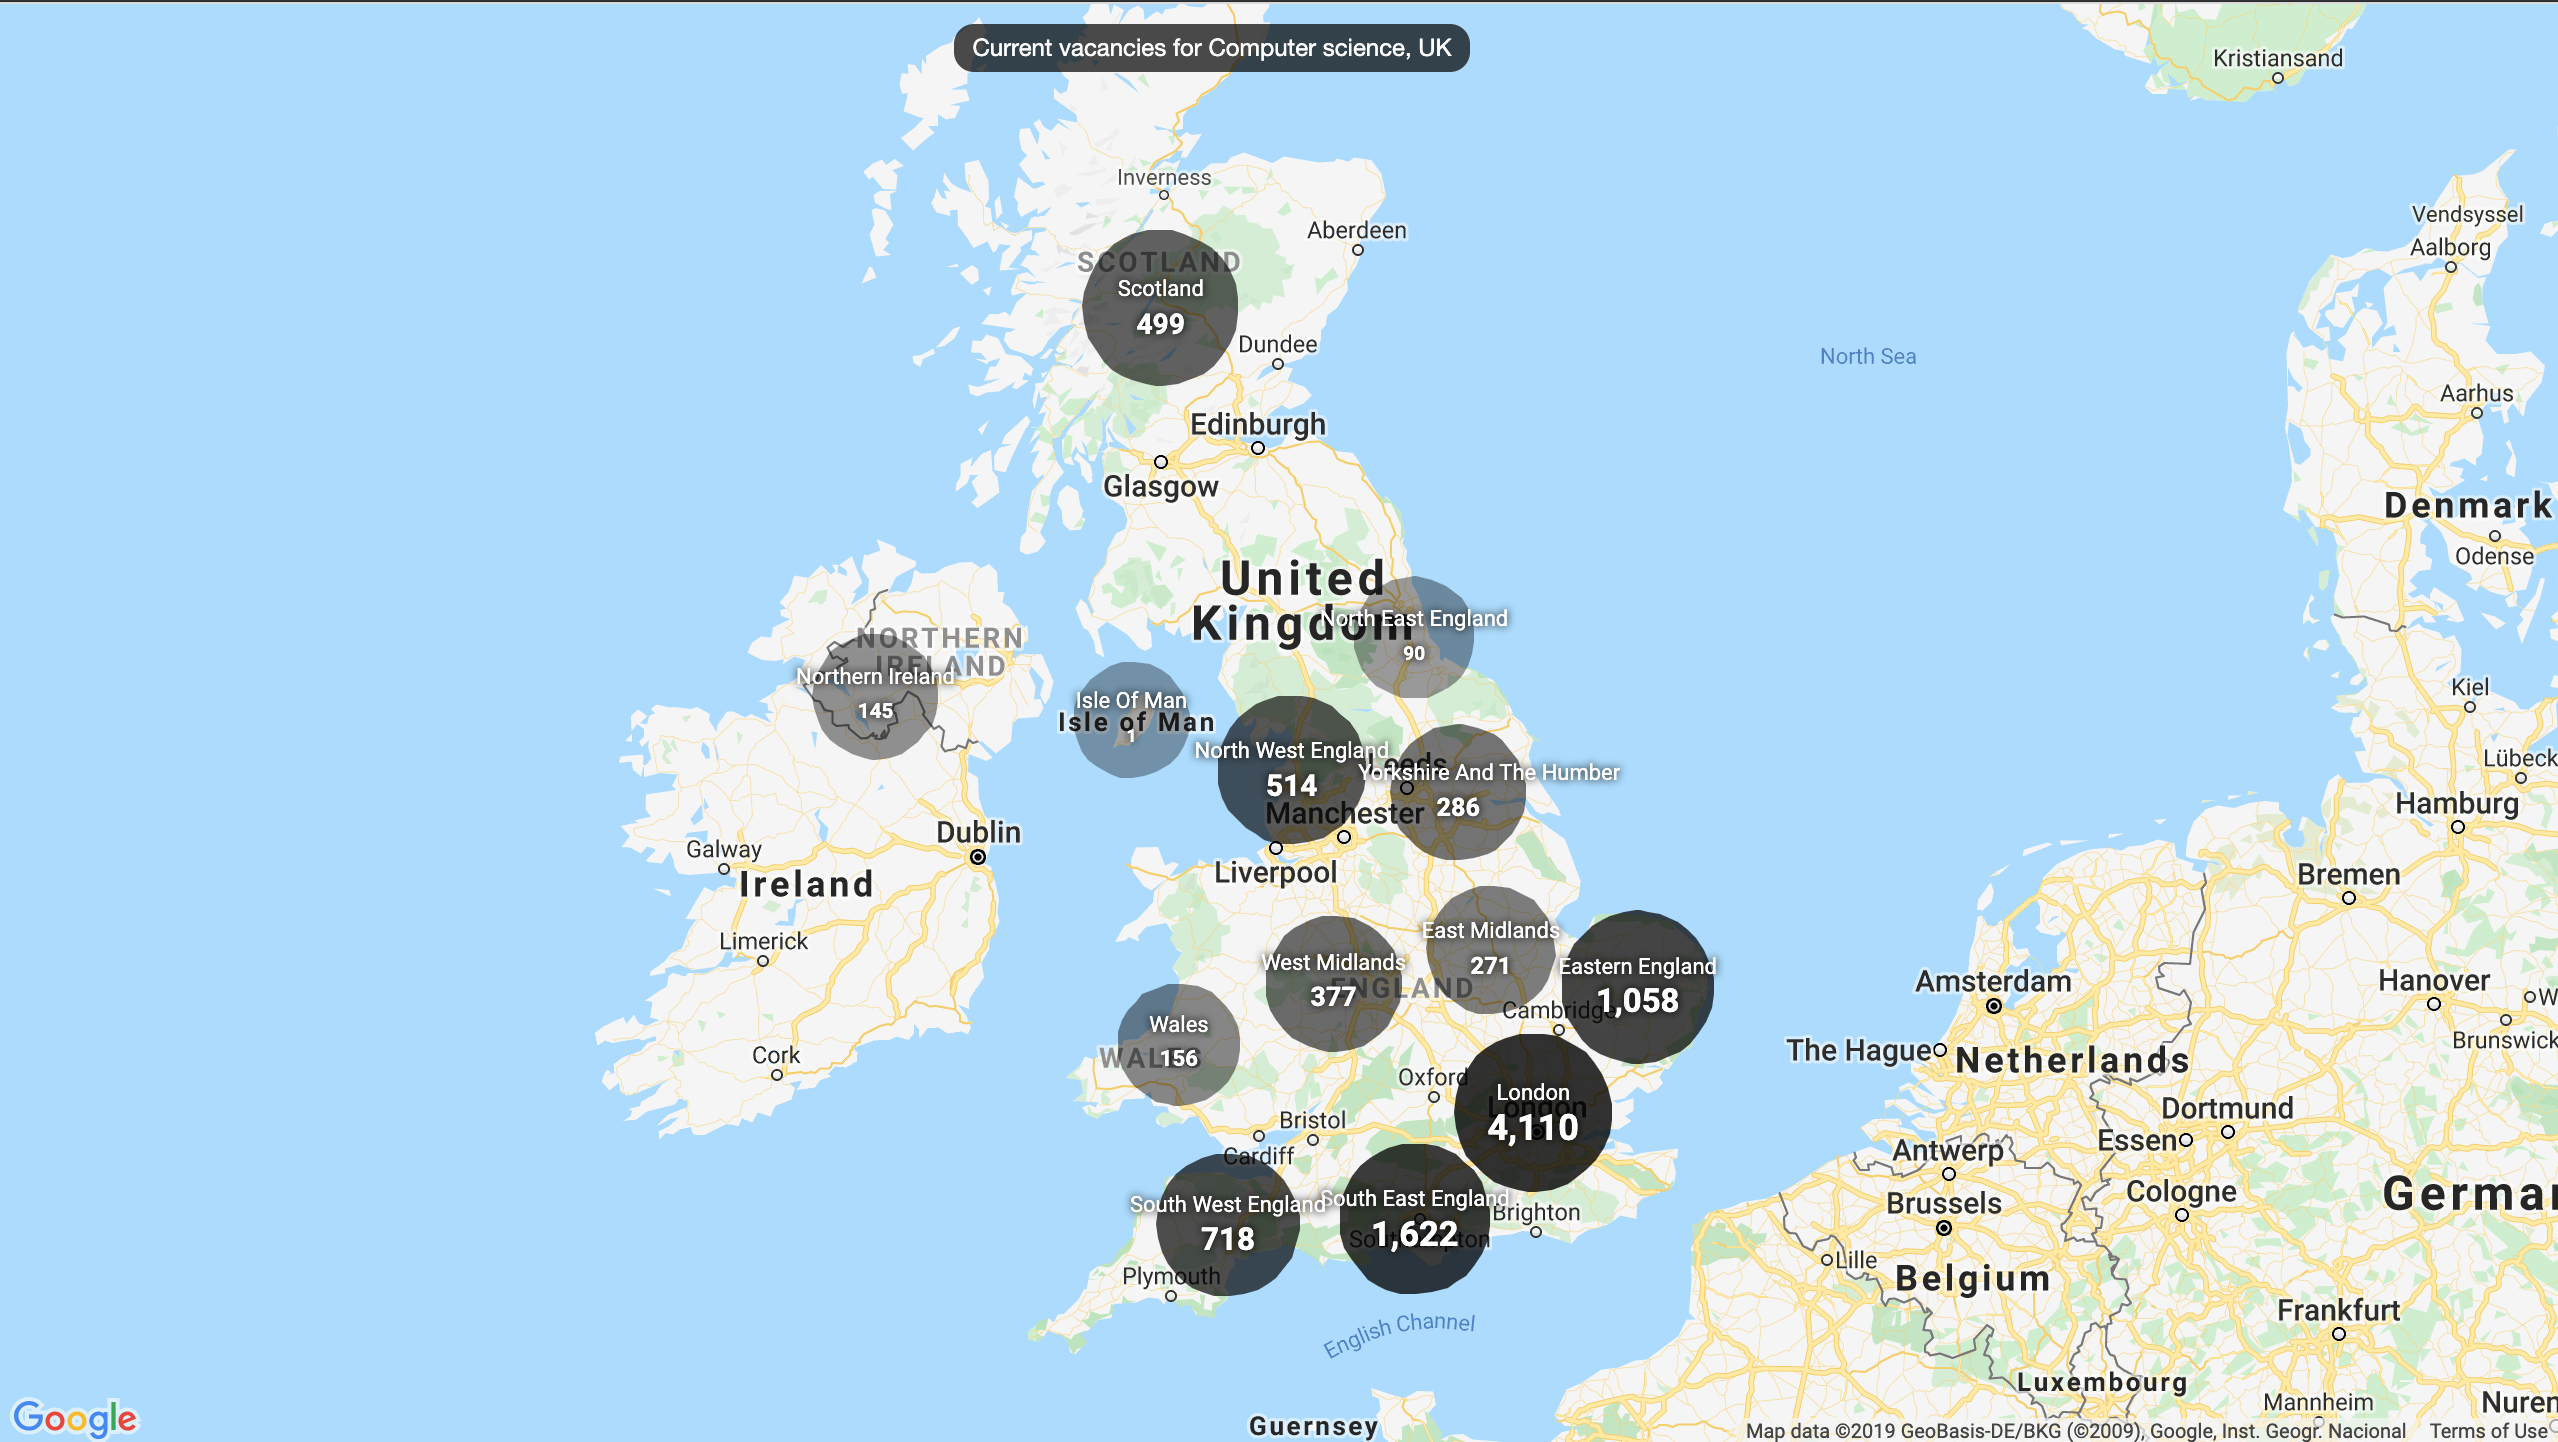 Current vacancies for Computer science, UK
Kristiansand
Inverness
Vendsyssel
Aberdeen
Aalborg
SCOTLAND
Scotland
499
Dundee
North Sea
Aarhus
Edinburgh
Glasgow
Denmark
Odense
United
Kingdom
North East England
90
NORTHERN
IRELAND
Northern Ireland
145
Isle Of Man
Isle of Man
1
Kiel
North West England
514
Leeds
Yorkshire And The Humber
286
Lübeck
Manchester
Hamburg
Dublin
Galway
Liverpool
Ireland
Bremen
East Midlands
271
Limerick
West Midlands
377
ENGLAND
Eastern England
1,058
Cambridge
Amsterdam
Hanover
W
Wales
156
WALES
Brunswick
Cork
The Hague
Netherlands
Oxford
London
London
4,110
Dortmund
Bristol
Essen
Cardiff
Antwerp
South West England
718
South East England
1,622
Southampton
Brighton
Brussels
Cologne
German
Lille
Plymouth
Belgium
English Channel
Frankfurt
Luxembourg
Mannheim
Nuren
Guernsey
Google
Map data ©2019 GeoBasis-DE/BKG (©2009), Google, Inst. Geogr. Nacional
Terms of Use